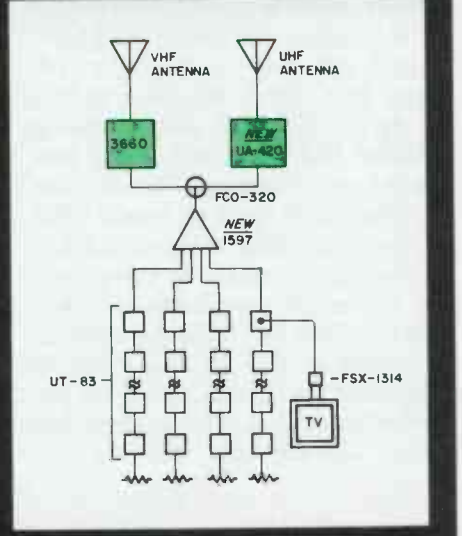 VHF
ANTENNA
UHF
ANTENNA
3660
NEW
UA-420
FCO-320
NEW
1597
UT-83
-FSX-1314
TV